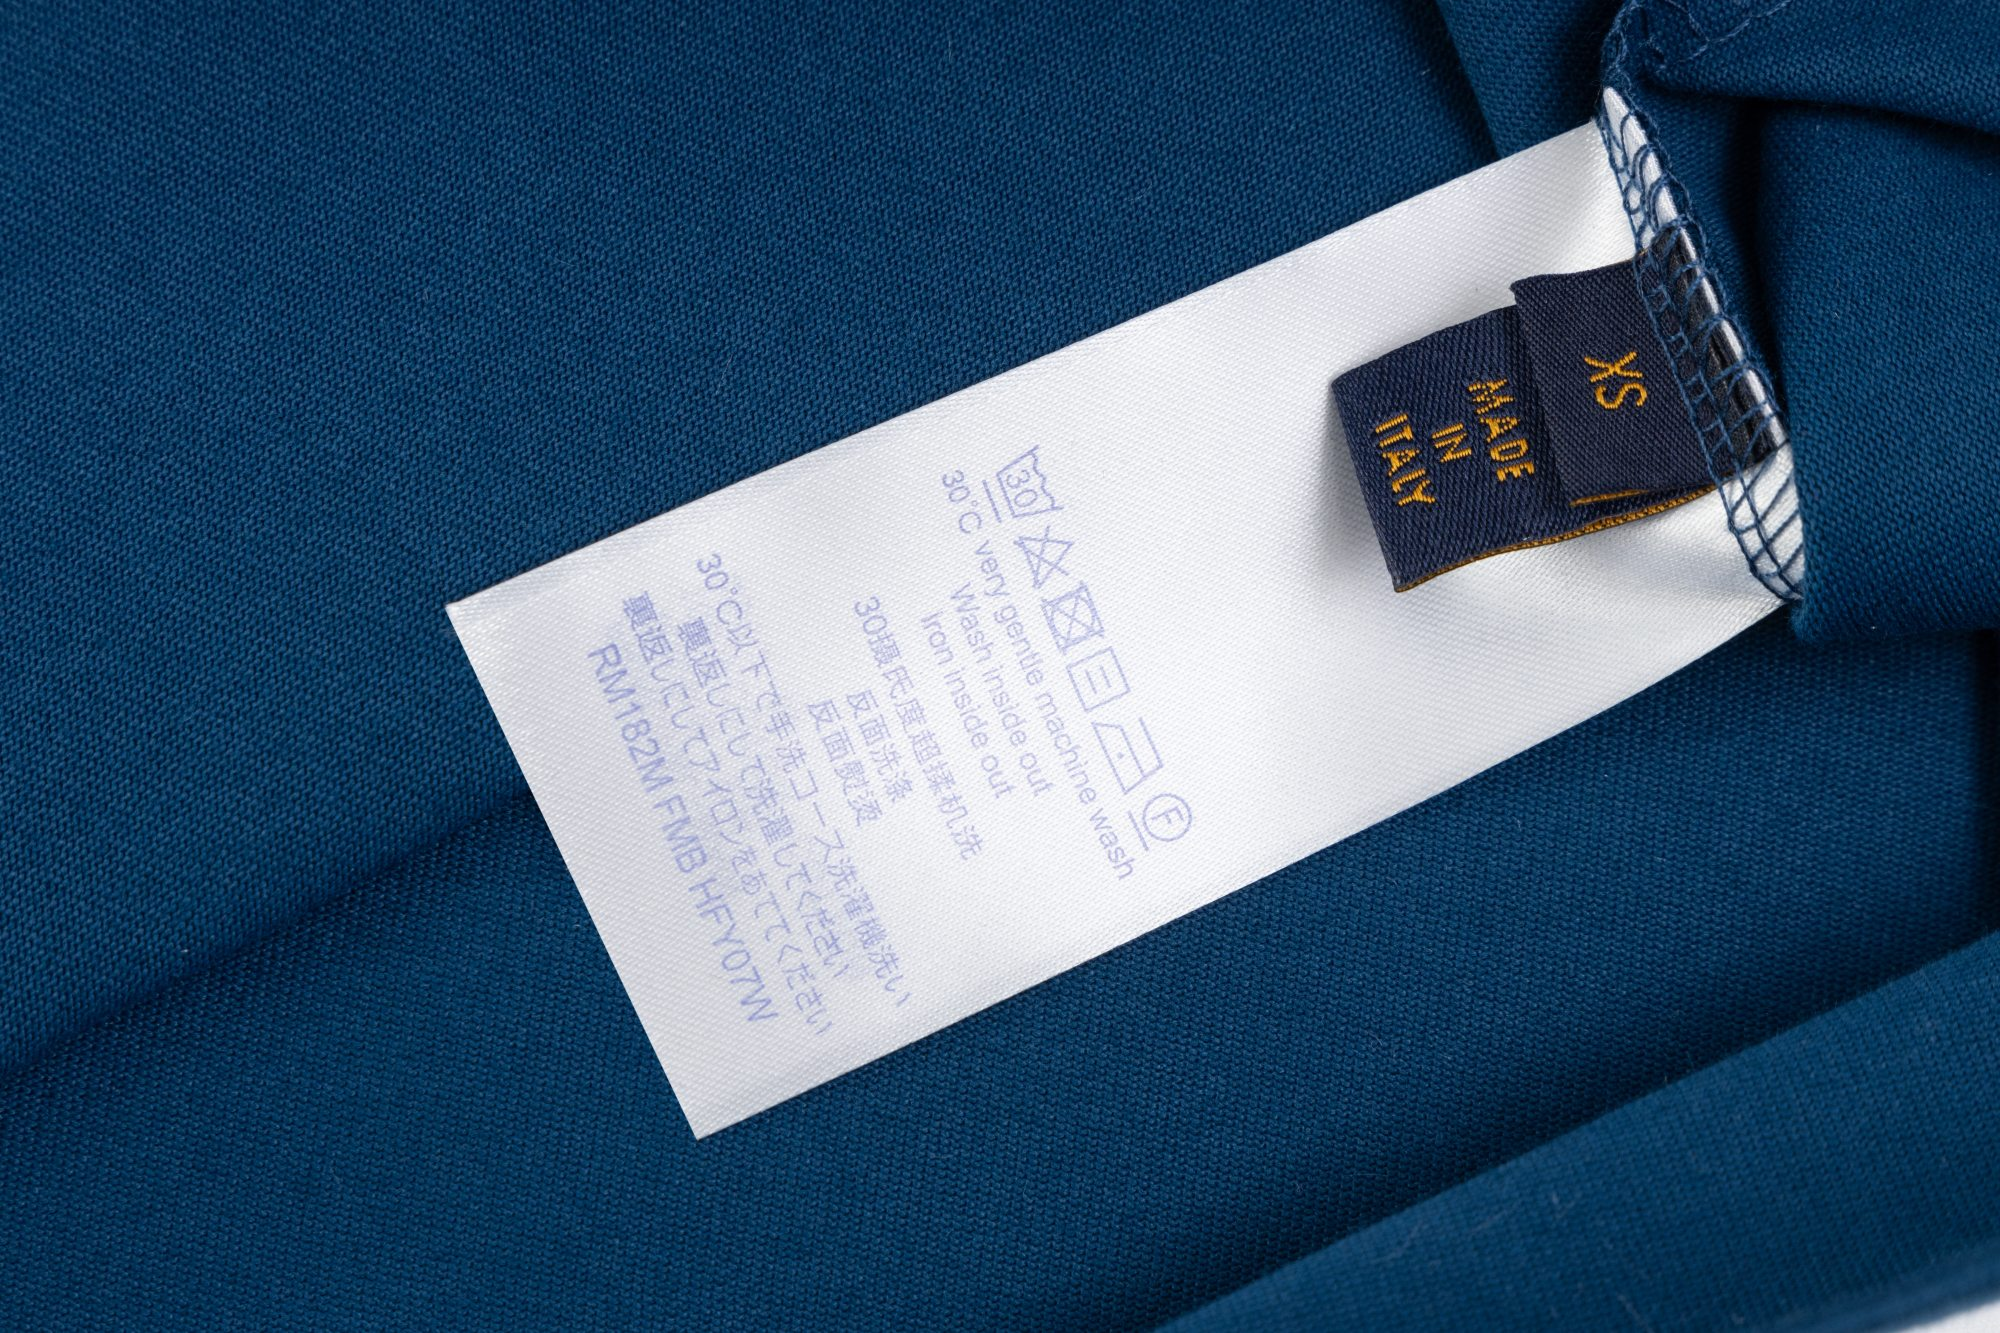 XS
MADE
IN
ITALY
30
F
30°C very gentle machine wash
Wash inside out
Iron inside out
30摄氏度超揉机洗
反面洗涤
反面熨烫
30°C以下で手洗コース洗濯機洗い
裏返しにして洗濯してください
裏返しにしてアイロンをあててください
RM182M FMB HFY07W